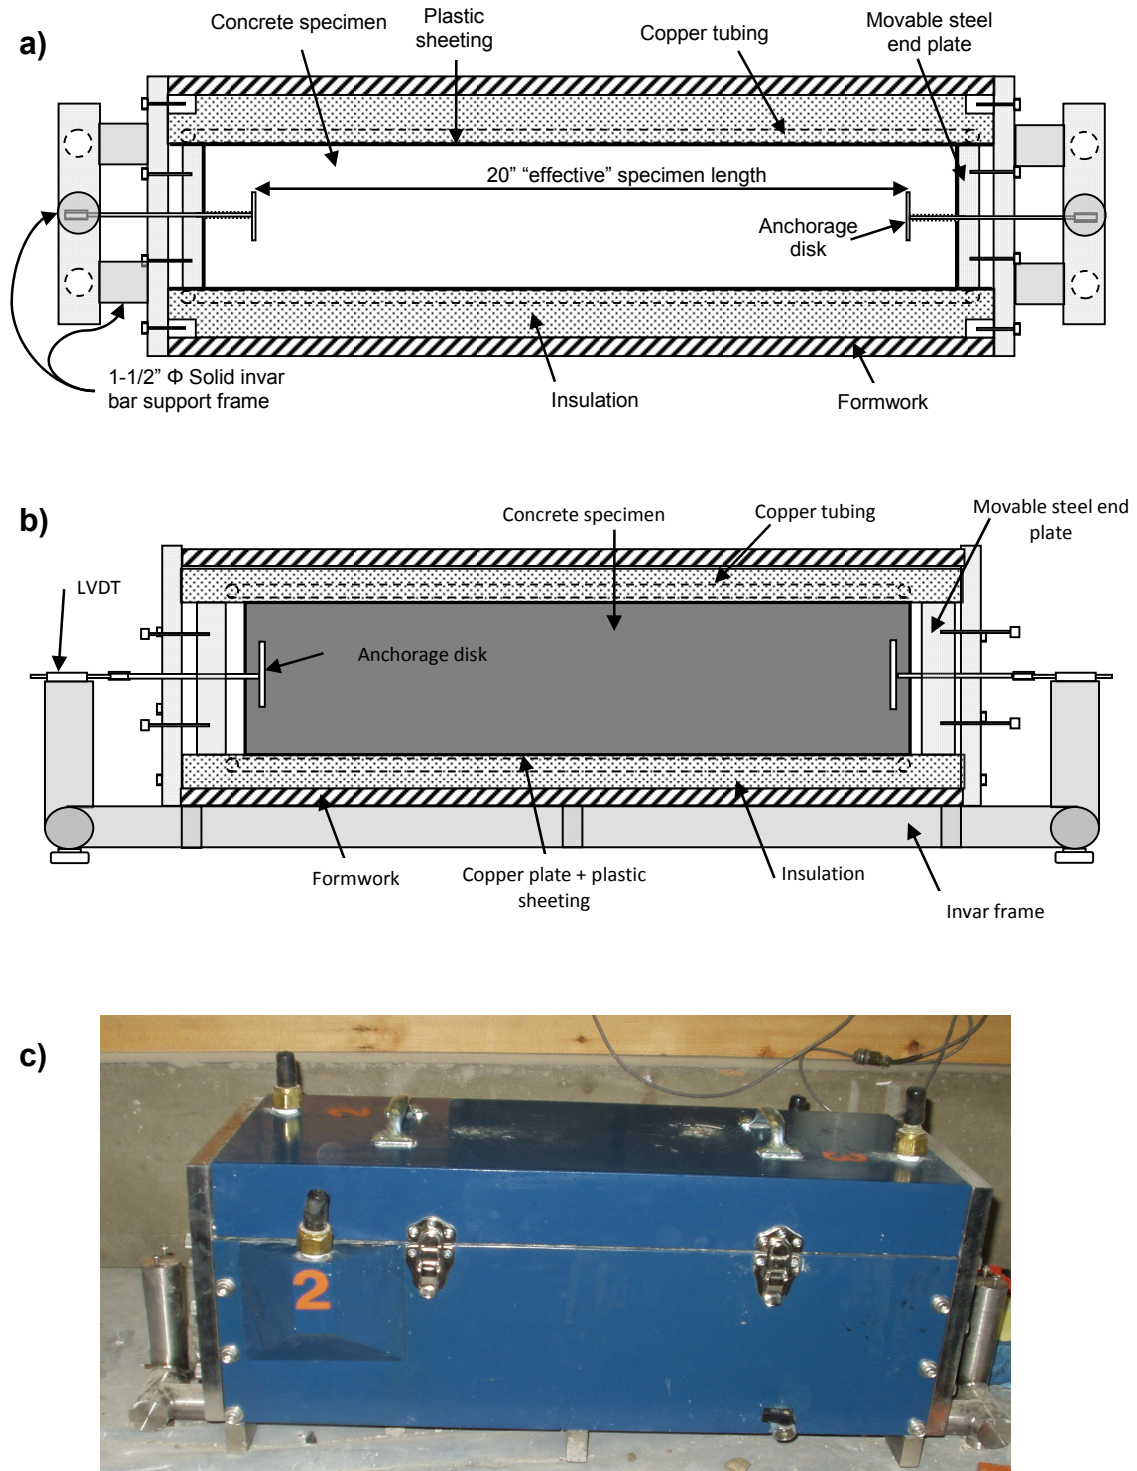 a)
Concrete specimen
Plastic
sheeting
Copper tubing
Movable steel
end plate
20” “effective” specimen length
Anchorage
disk
1-1/2” Φ Solid invar
bar support frame
Insulation
Formwork
b)
Concrete specimen
Copper tubing
Movable steel end
plate
LVDT
Anchorage disk
Formwork
Copper plate + plastic
sheeting
Insulation
Invar frame
c)
2
3
2